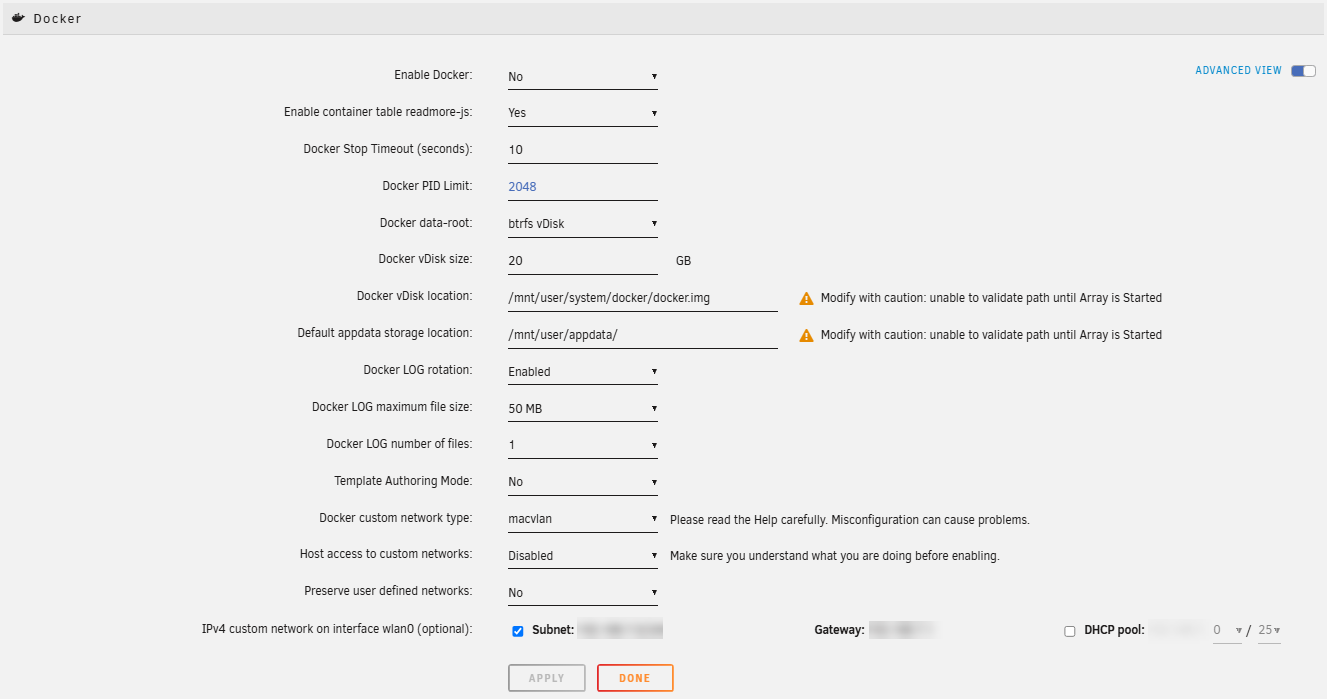 Docker
ADVANCED VIEW
Enable Docker: No
Enable container table readmore-js: Yes
Docker Stop Timeout (seconds): 10
Docker PID Limit: 2048
Docker data-root: btrfs vDisk
Docker vDisk size: 20 GB
Docker vDisk location: /mnt/user/system/docker/docker.img Modify with caution: unable to validate path until Array is Started
Default appdata storage location: /mnt/user/appdata/ Modify with caution: unable to validate path until Array is Started
Docker LOG rotation: Enabled
Docker LOG maximum file size: 50 MB
Docker LOG number of files: 1
Template Authoring Mode: No
Docker custom network type: macvlan Please read the Help carefully. Misconfiguration can cause problems.
Host access to custom networks: Disabled Make sure you understand what you are doing before enabling.
Preserve user defined networks: No
IPv4 custom network on interface wlan0 (optional): Subnet: Gateway: DHCP pool: 0 / 25
APPLY DONE